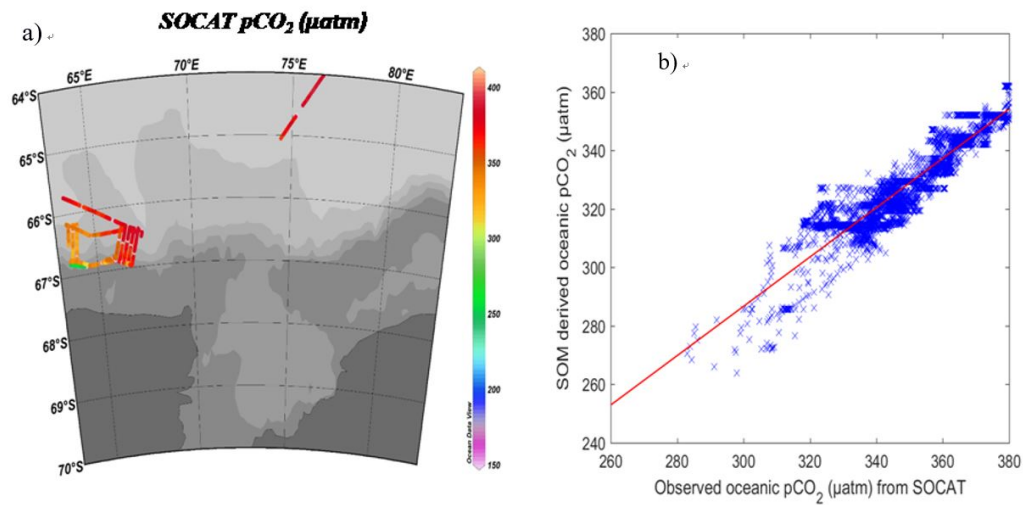 a)
SOCAT pCO₂ (µatm)
65°E 70°E 75°E 80°E
64°S
65°S
66°S
67°S
68°S
69°S
70°S
400
350
300
250
200
150
Ocean Data View
b)
380
360
340
320
300
280
260
240
SOM derived oceanic pCO₂ (µatm)
260 280 300 320 340 360 380
Observed oceanic pCO₂ (µatm) from SOCAT